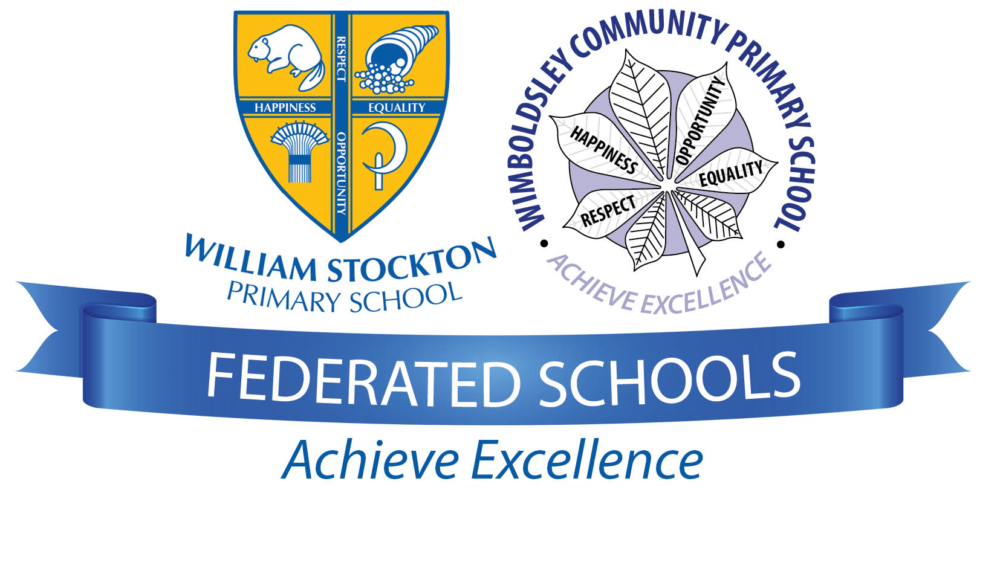 RESPECT
HAPPINESS
EQUALITY
OPPORTUNITY
WILLIAM STOCKTON
PRIMARY SCHOOL
WIMBOLDSLEY COMMUNITY PRIMARY SCHOOL
OPPORTUNITY
HAPPINESS
EQUALITY
RESPECT
• ACHIEVE EXCELLENCE •
FEDERATED SCHOOLS
Achieve Excellence